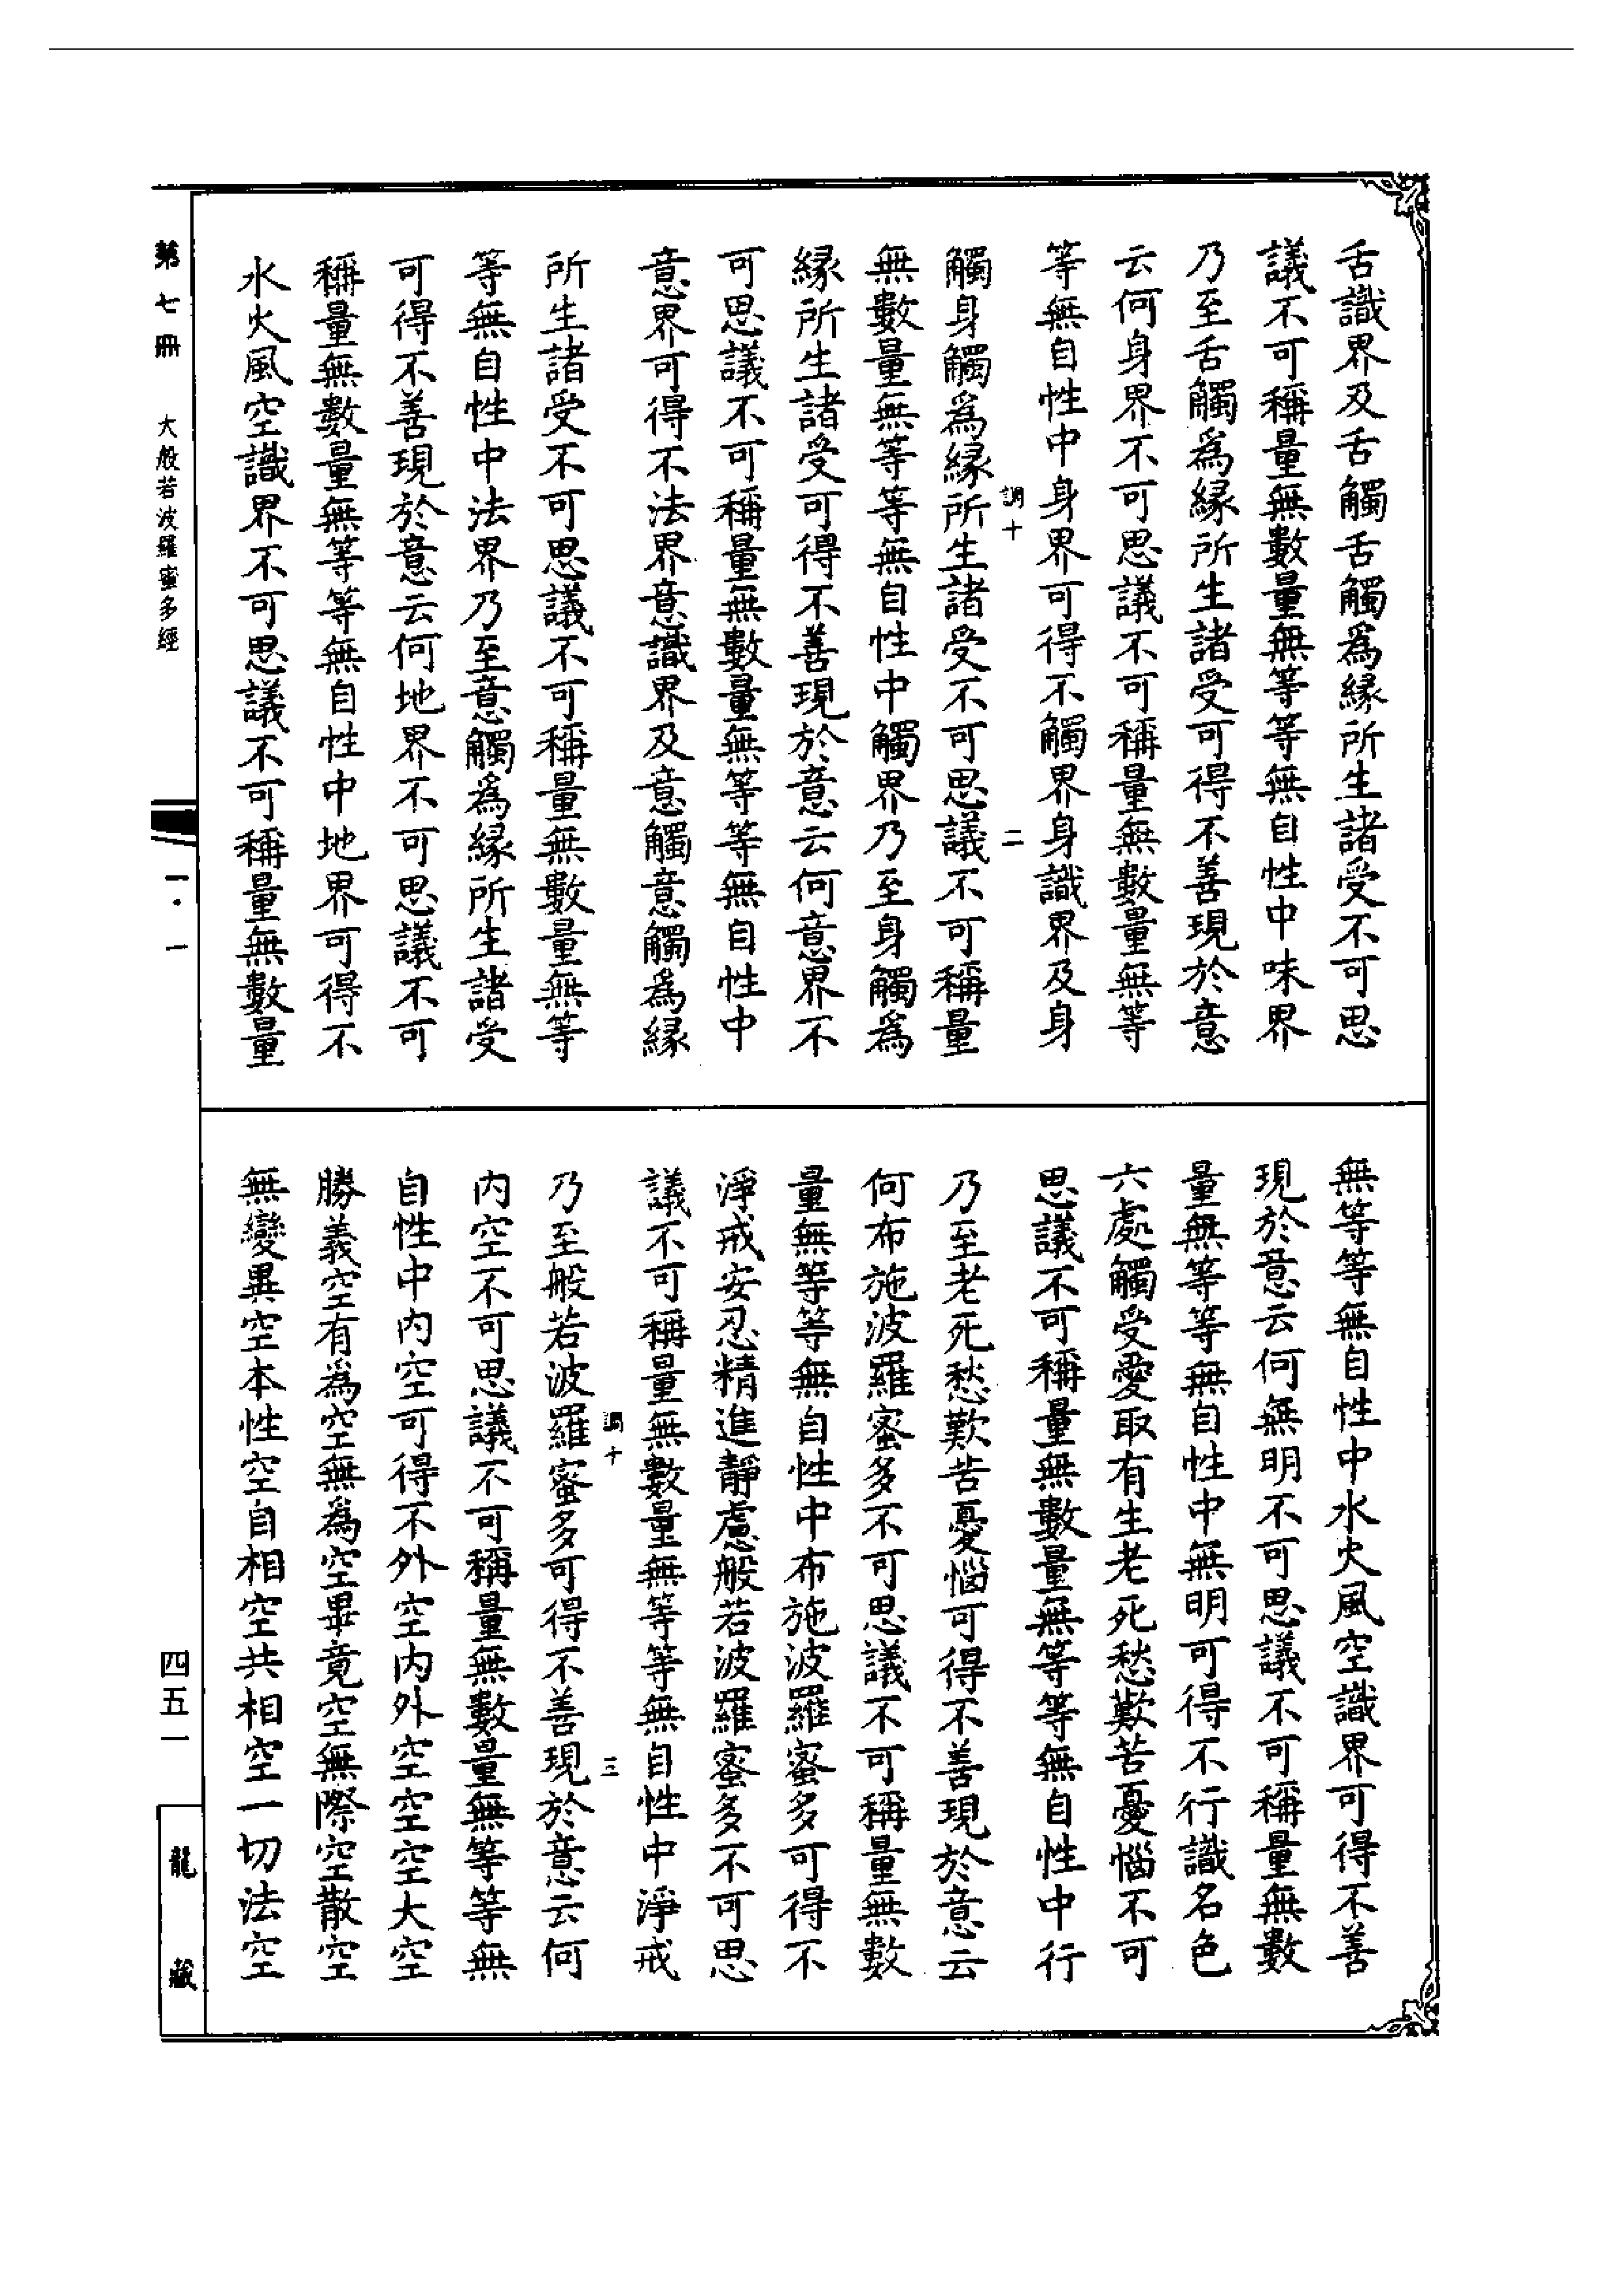 舌識界及舌觸舌觸爲縁所生諸受不可思
議不可稱量無數量無等等無自性中味界
乃至舌觸爲縁所生諸受可得不善現於意
云何身界不可思議不可稱量無數量無等
等無自性中身界可得不觸界身識界及身
調十 二
觸身觸爲縁所生諸受不可思議不可稱量
無數量無等等無自性中觸界乃至身觸爲
縁所生諸受可得不善現於意云何意界不
可思議不可稱量無數量無等等無自性中
意界可得不法界意識界及意觸意觸爲縁
所生諸受不可思議不可稱量無數量無等
等無自性中法界乃至意觸爲縁所生諸受
可得不善現於意云何地界不可思議不可
稱量無數量無等等無自性中地界可得不
水火風空識界不可思議不可稱量無數量
無等等無自性中水火風空識界可得不善
現於意云何無明不可思議不可稱量無數
量無等等無自性中無明可得不行識名色
六處觸受愛取有生老死愁歎苦憂惱不可
思議不可稱量無數量無等等無自性中行
乃至老死愁歎苦憂惱可得不善現於意云
何布施波羅蜜多不可思議不可稱量無數
量無等等無自性中布施波羅蜜多可得不
淨戒安忍精進靜慮般若波羅蜜多不可思
議不可稱量無數量無等等無自性中淨戒
調十 三
乃至般若波羅蜜多可得不善現於意云何
内空不可思議不可稱量無數量無等等無
自性中内空可得不外空内外空空空大空
勝義空有爲空無為空畢竟空無際空散空
無變異空本性空自相空共相空一切法空
第七冊 大般若波羅蜜多經
一·一
四五一
龍藏